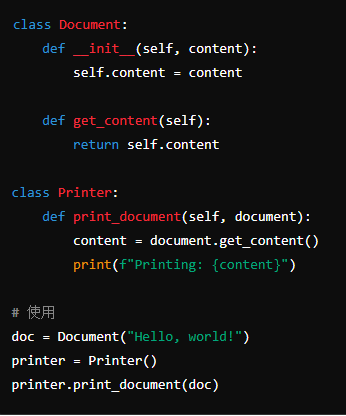 class Document:
    def __init__(self, content):
        self.content = content

    def get_content(self):
        return self.content

class Printer:
    def print_document(self, document):
        content = document.get_content()
        print(f"Printing: {content}")

# 使用
doc = Document("Hello, world!")
printer = Printer()
printer.print_document(doc)